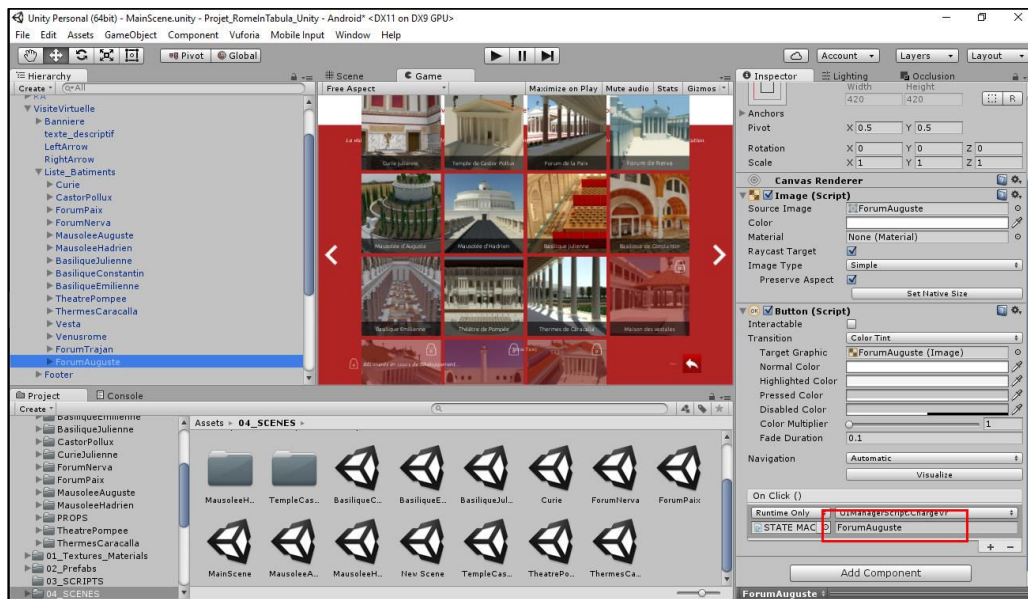 Unity Personal (64bit) - MainScene.unity - Projet_RomeInTabula_Unity - Android* <DX11 on DX9 GPU>
File Edit Assets GameObject Component Vuforia Mobile Input Window Help
Pivot Global Account Layers Layout
Hierarchy
Create All
RA
VisiteVirtuelle
Banniere
texte_descriptif
LeftArrow
RightArrow
Liste_Batiments
Curie
CastorPollux
ForumPaix
ForumNerva
MausoleeAuguste
MausoleeHadrien
BasiliqueJulienne
BasiliqueConstantin
BasiliqueEmilienne
TheatrePompee
ThermesCaracalla
Vesta
Venusrome
ForumTrajan
ForumAuguste
Footer
Scene Game
Free Aspect Maximize on Play Mute audio Stats Gizmos
Curie Julienne Temple de Castor Pollux Forum de la Paix Forum de Nerva
Mausolée d'Auguste Mausolée d'Hadrien Basilique Julienne Basilique de Constantin
Basilique Emilienne Théâtre de Pompée Thermes de Caracalla Maison des vestales
Bâtiments en cours de développement
Project Console
Create
BasiliqueEmilienne
BasiliqueJulienne
CastorPollux
CurieJulienne
ForumNerva
ForumPaix
MausoleeAuguste
MausoleeHadrien
PROPS
TheatrePompee
ThermesCaracalla
01_Textures_Materials
02_Prefabs
03_SCRIPTS
04_SCENES
Assets 04_SCENES
MausoleeH... TempleCas... BasiliqueC... BasiliqueE... BasiliqueJul... Curie ForumNerva ForumPaix
MainScene MausoleeA... MausoleeH... New Scene TempleCas... TheatrePo... ThermesCa...
Inspector Lighting Occlusion
Width Height
420 420 R
Anchors
Pivot X 0.5 Y 0.5
Rotation X 0 Y 0 Z 0
Scale X 1 Y 1 Z 1
Canvas Renderer
Image (Script)
Source Image ForumAuguste
Color
Material None (Material)
Raycast Target
Image Type Simple
Preserve Aspect
Set Native Size
Button (Script)
Interactable
Transition Color Tint
Target Graphic ForumAuguste (Image)
Normal Color
Highlighted Color
Pressed Color
Disabled Color
Color Multiplier 1
Fade Duration 0.1
Navigation Automatic
Visualize
On Click ()
Runtime Only UIManagerScript.ChargeVr
STATE MAC ForumAuguste
Add Component
ForumAuguste